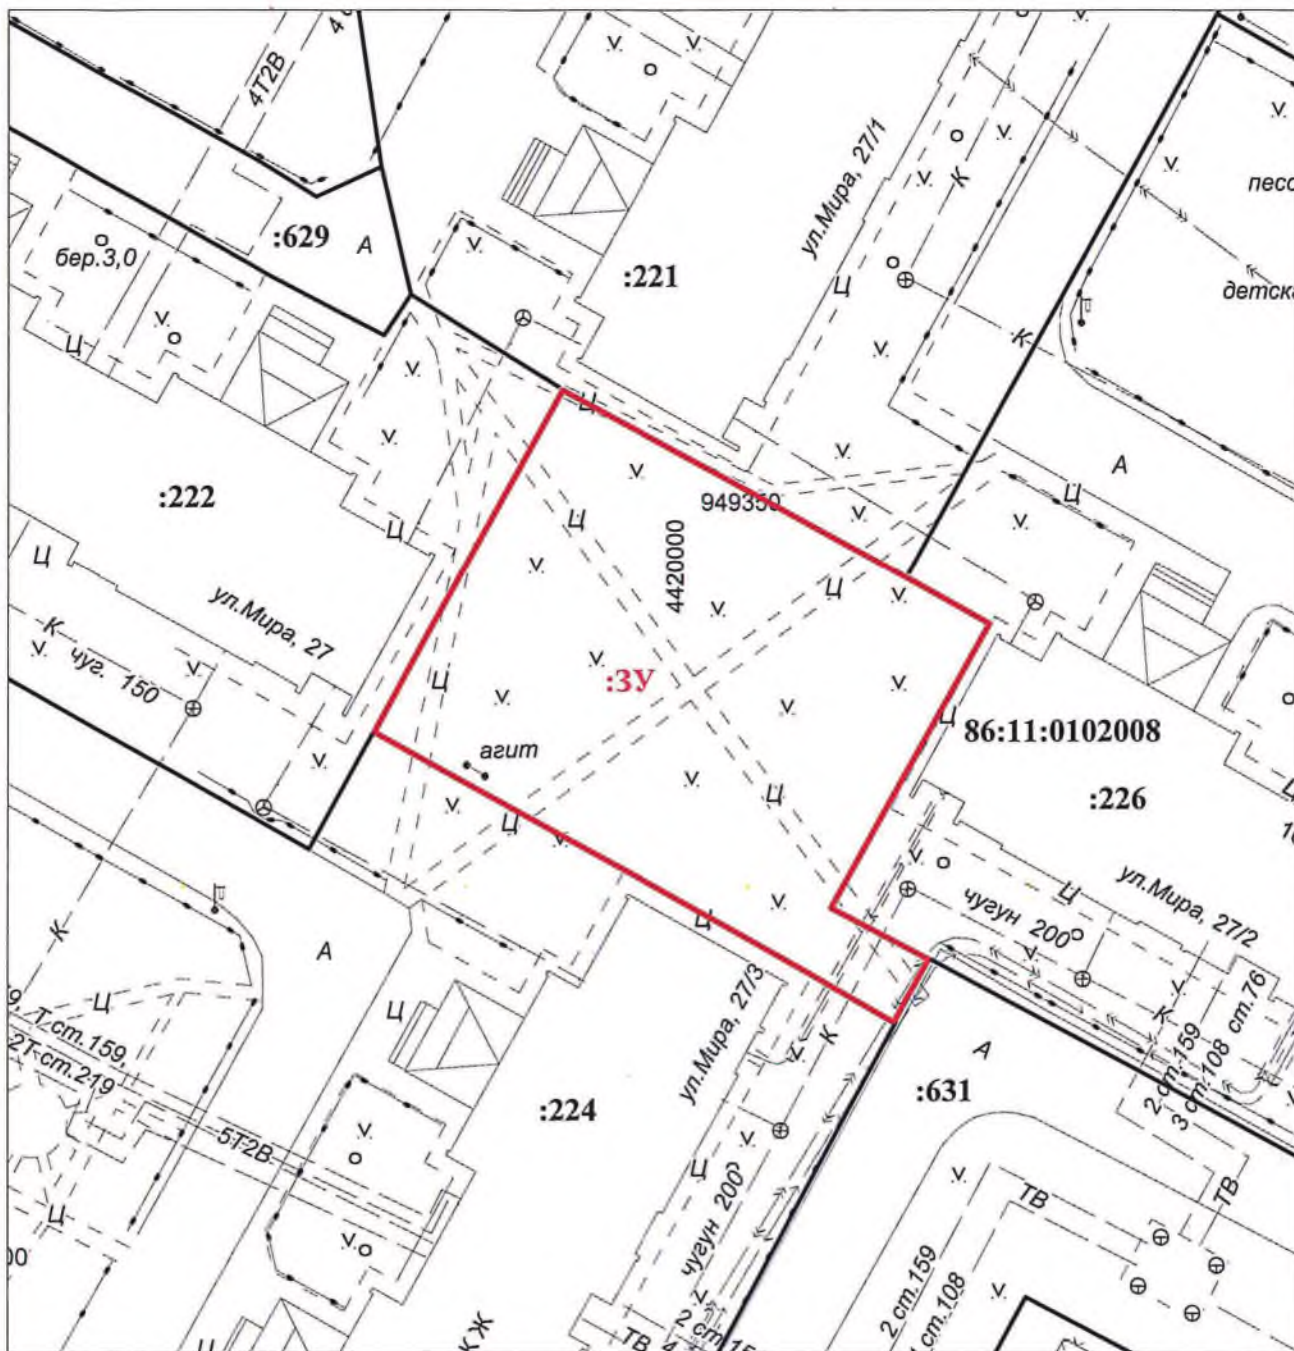 4Т2В
V.
V.
К
V.
V.
V.
V.
ул.Мира, 27/1
:629
А
бер.3,0
V.
:221
Ц
V.
Ц
V.
К
V.
Ц
V.
V.
А
:222
Ц
Ц
949350
4420000
V.
Ц
V.
Ц
V.
V.
Ц
V.
ул.Мира, 27
К
чуг. 150
V.
V.
V.
:ЗУ
V.
Ц
V.
V.
V.
Ц
86:11:0102008
:226
агит
V.
V.
Ц
V.
Ц
V.
V.
Ц
V.
Ц
ул.Мира, 27/2
чугун 200
V.
К
А
Ц
Т.ст.159,
2Т.ст.219
Ц
ул.Мира, 27/3
К
V.
А
:631
К
2 ст.159
3 ст.108
ст.76
:224
5Т2В
V.
Ц
V.
Ц
чугун 200
V.
ТВ
ТВ
V.
V.
V.
2 ст.159
ст.108
00
Ц
К Ж
ТВ